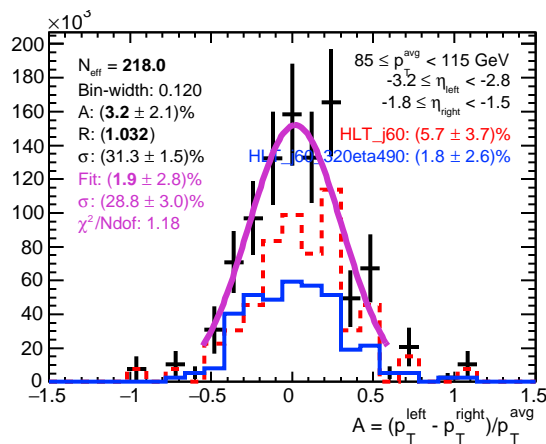 ×10³
N_eff = 218.0
Bin-width: 0.120
A: (3.2 ± 2.1)%
R: (1.032)
σ: (31.3 ± 1.5)%
Fit: (1.9 ± 2.8)%
σ: (28.8 ± 3.0)%
χ²/Ndof: 1.18
85 ≤ p_T^avg < 115 GeV
-3.2 ≤ η_left < -2.8
-1.8 ≤ η_right < -1.5
HLT_j60: (5.7 ± 3.7)%
HLT_j60_320eta490: (1.8 ± 2.6)%
200
180
160
140
120
100
80
60
40
20
0
−1.5 −1 −0.5 0 0.5 1 1.5
A = (p_T^left - p_T^right)/p_T^avg